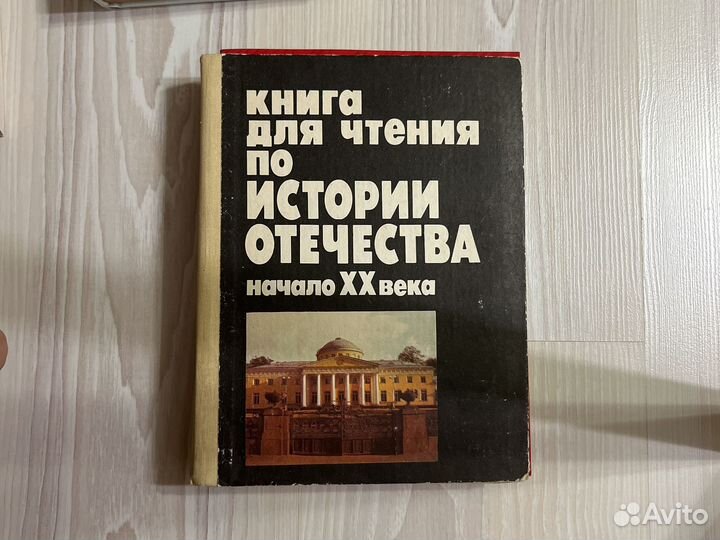 книга
для чтения
по
ИСТОРИИ
ОТЕЧЕСТВА
начало XX века
Avito